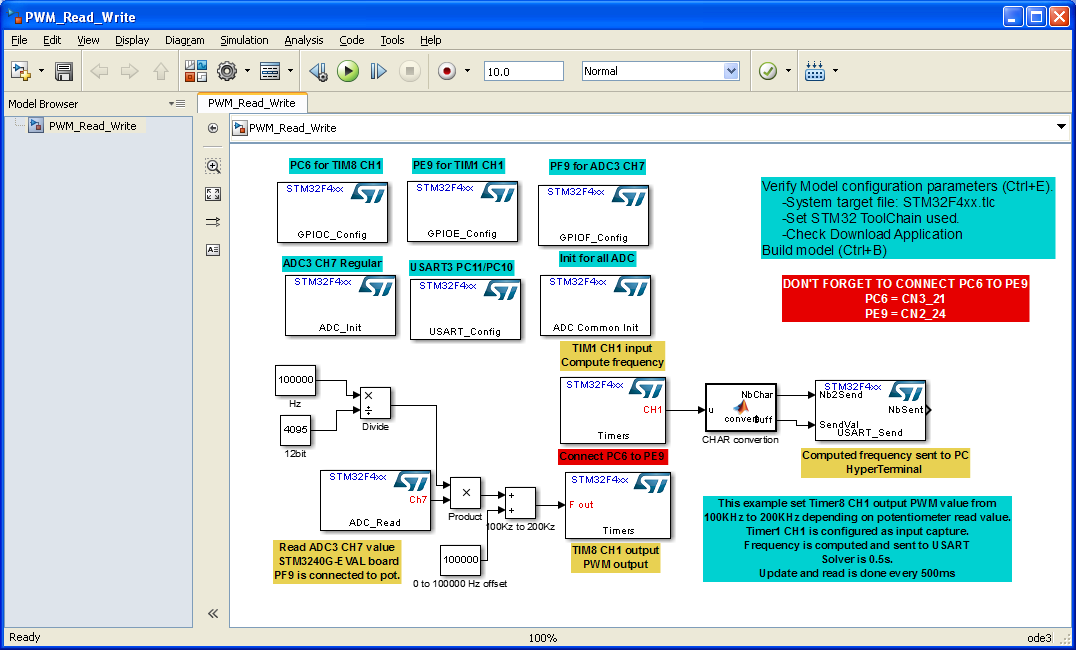 PWM_Read_Write
File Edit View Display Diagram Simulation Analysis Code Tools Help
10.0 Normal
Model Browser
PWM_Read_Write
PWM_Read_Write
PWM_Read_Write
PC6 for TIM8 CH1
STM32F4xx
GPIOC_Config
PE9 for TIM1 CH1
STM32F4xx
GPIOE_Config
PF9 for ADC3 CH7
STM32F4xx
GPIOF_Config
Verify Model configuration parameters (Ctrl+E).
-System target file: STM32F4xx.tlc
-Set STM32 ToolChain used.
-Check Download Application
Build model (Ctrl+B)
ADC3 CH7 Regular
STM32F4xx
ADC_Init
USART3 PC11/PC10
STM32F4xx
USART_Config
Init for all ADC
STM32F4xx
ADC Common Init
DON'T FORGET TO CONNECT PC6 TO PE9
PC6 = CN3_21
PE9 = CN2_24
TIM1 CH1 input
Compute frequency
STM32F4xx
CH1
Timers
u
NbChar
convert
Buff
CHAR convertion
STM32F4xx
Nb2Send
NbSent
SendVal
USART_Send
Computed frequency sent to PC
HyperTerminal
100000
Hz
4095
12bit
×
÷
Divide
STM32F4xx
Ch7
ADC_Read
Read ADC3 CH7 value
STM3240G-EVAL board
PF9 is connected to pot.
×
Product
+
+
100Kz to 200Kz
100000
0 to 100000 Hz offset
Connect PC6 to PE9
STM32F4xx
F out
Timers
TIM8 CH1 output
PWM output
This example set Timer8 CH1 output PWM value from
100KHz to 200KHz depending on potentiometer read value.
Timer1 CH1 is configured as input capture.
Frequency is computed and sent to USART
Solver is 0.5s.
Update and read is done every 500ms
Ready 100% ode3